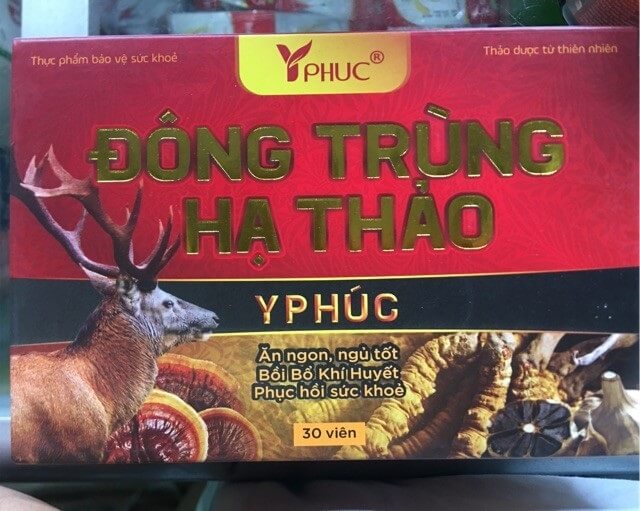 Thực phẩm bảo vệ sức khoẻ
YPHUC®
Thảo dược từ thiên nhiên
ĐÔNG TRÙNG
HẠ THẢO
YPHÚC
Ăn ngon, ngủ tốt
Bồi Bổ Khí Huyết
Phục hồi sức khoẻ
30 viên